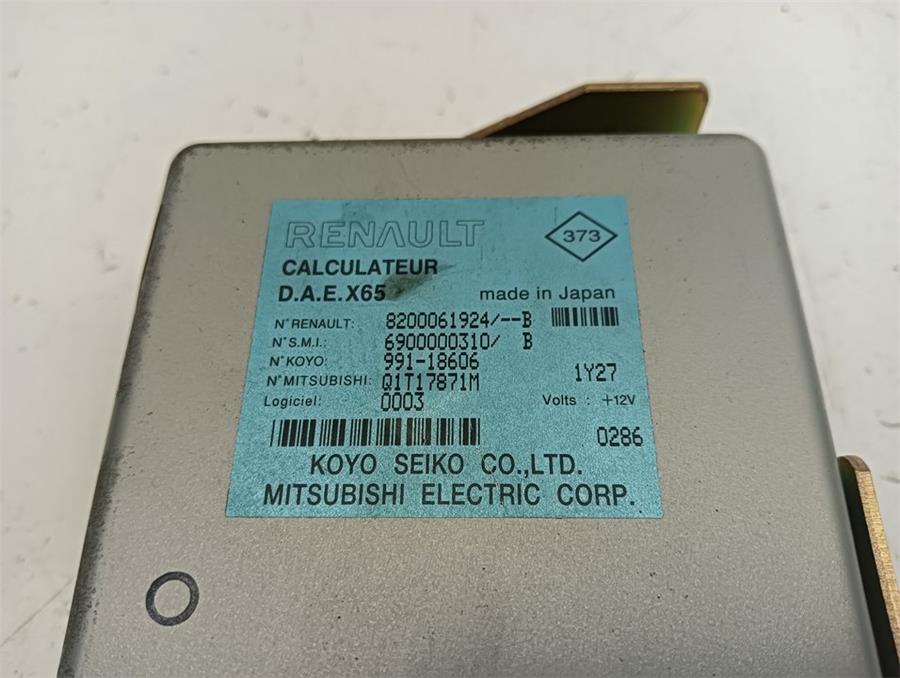 RENAULT
373
CALCULATEUR
D.A.E.X65
made in Japan
N°RENAULT: 8200061924/--B
N°S.M.I.: 6900000310/ B
N°KOYO: 991-18606
N°MITSUBISHI: Q1T17871M
1Y27
Logiciel: 0003
Volts : +12V
0286
KOYO SEIKO CO.,LTD.
MITSUBISHI ELECTRIC CORP.